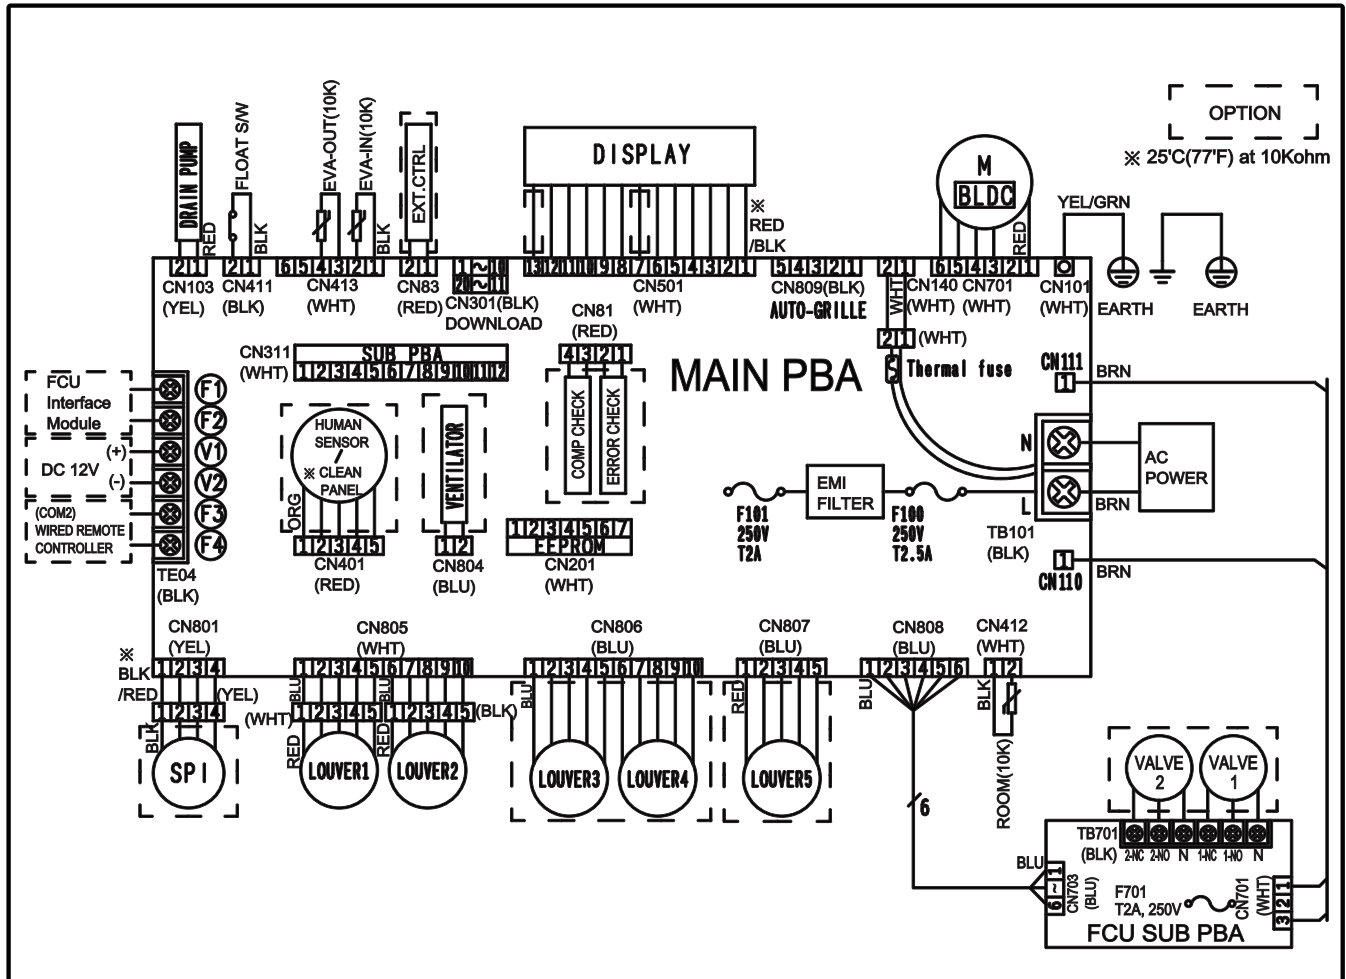 OPTION
※ 25'C(77'F) at 10Kohm
DRAIN PUMP
RED
FLOAT S/W
BLK
EVA-OUT(10K)
EVA-IN(10K)
BLK
EXT.CTRL
DISPLAY
※
RED
/BLK
M
BLDC
RED
YEL/GRN
EARTH
EARTH
2 1
CN103
(YEL)
2 1
CN411
(BLK)
6 5 4 3 2 1
CN413
(WHT)
2 1
CN83
(RED)
1 ~ 10
20 ~ 11
CN301(BLK)
DOWNLOAD
13 12 11 10 9 8 7 6 5 4 3 2 1
CN501
(WHT)
5 4 3 2 1
CN809(BLK)
AUTO-GRILLE
2 1
WHT
CN140
(WHT)
6 5 4 3 2 1
CN701
(WHT)
CN101
(WHT)
2 1 (WHT)
Thermal fuse
CN311
(WHT)
SUB PBA
1 2 3 4 5 6 7 8 9 10 11 12
CN81
(RED)
4 3 2 1
COMP CHECK
ERROR CHECK
MAIN PBA
CN111
1
BRN
FCU
Interface
Module
F1
F2
DC 12V
(+)
(-)
V1
V2
(COM2)
WIRED REMOTE
CONTROLLER
F3
F4
TE04
(BLK)
HUMAN
SENSOR
/
※ CLEAN
PANEL
ORG
1 2 3 4 5
CN401
(RED)
VENTILATOR
1 2
CN804
(BLU)
1 2 3 4 5 6 7
EEPROM
CN201
(WHT)
F101
250V
T2A
EMI
FILTER
F100
250V
T2.5A
N
L
TB101
(BLK)
AC
POWER
BRN
CN110
1
BRN
CN801
(YEL)
1 2 3 4
※
BLK
/RED
(YEL)
1 2 3 4
BLK
SPI
CN805
(WHT)
1 2 3 4 5 6 7 8 9 10
BLU
BLU
(WHT)
1 2 3 4 5
1 2 3 4 5
(BLK)
RED
RED
LOUVER1
LOUVER2
CN806
(BLU)
1 2 3 4 5 6 7 8 9 10
BLU
LOUVER3
LOUVER4
CN807
(BLU)
1 2 3 4 5
RED
LOUVER5
CN808
(BLU)
1 2 3 4 5 6
BLU
6
CN412
(WHT)
1 2
BLK
ROOM(10K)
VALVE
2
VALVE
1
TB701
(BLK)
2-NC 2-NO N 1-NC 1-NO N
BLU
1 ~ 6
CN703
(BLU)
F701
T2A, 250V
CN701
(WHT)
1 2 3
FCU SUB PBA